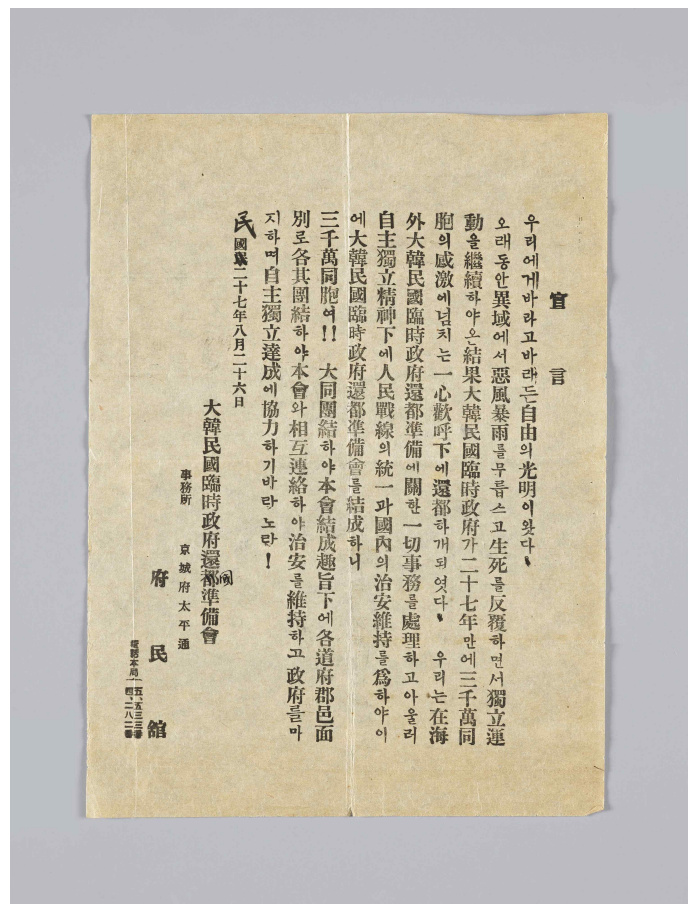 宣言
우리에게바라고바래든自由의光明이왓다、
오래동안異域에서惡風暴雨를무릅스고生死를反覆하면서獨立運
動을繼續하야온結果大韓民國臨時政府가二十七年만에三千萬同
胞의感激에넘치는一心歡呼下에還都하개되엿다、 우리는在海
外大韓民國臨時政府還都準備에關한一切事務를處理하고아울러
自主獨立精神下에人民戰線의統一과國內의治安維持를爲하야이
에大韓民國臨時政府還都準備會를結成하니
三千萬同胞여!! 大同團結하야本會結成趣旨下에各道府郡邑面
別로各其團結하야本會와相互連絡하야治安를維持하고政府를마
지하며自主獨立達成에協力하기바라노라!
民國二十七年八月二十六日
大韓民國臨時政府還都準備會
事務所 京城府太平通
府民舘
電話本局